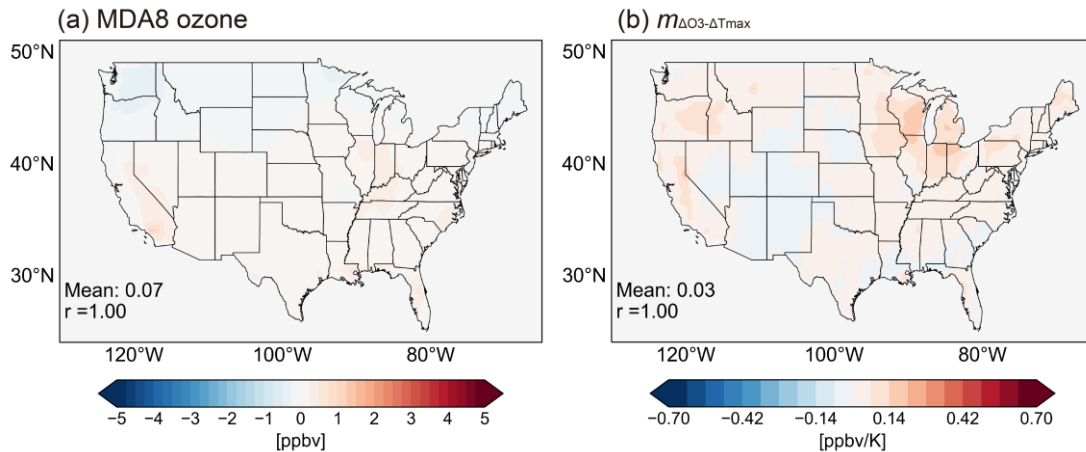 (a) MDA8 ozone
(b) mΔO3-ΔTmax
50°N
50°N
40°N
40°N
30°N
30°N
Mean: 0.07
r =1.00
Mean: 0.03
r =1.00
120°W 100°W 80°W
120°W 100°W 80°W
−5 −4 −3 −2 −1 0 1 2 3 4 5
[ppbv]
−0.70 −0.42 −0.14 0.14 0.42 0.70
[ppbv/K]